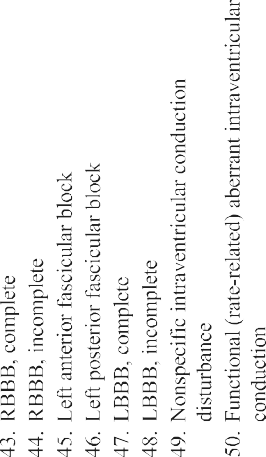 43. RBBB, complete
44. RBBB, incomplete
45. Left anterior fascicular block
46. Left posterior fascicular block
47. LBBB, complete
48. LBBB, incomplete
49. Nonspecific intraventricular conduction
disturbance
50. Functional (rate-related) aberrant intraventricular
conduction